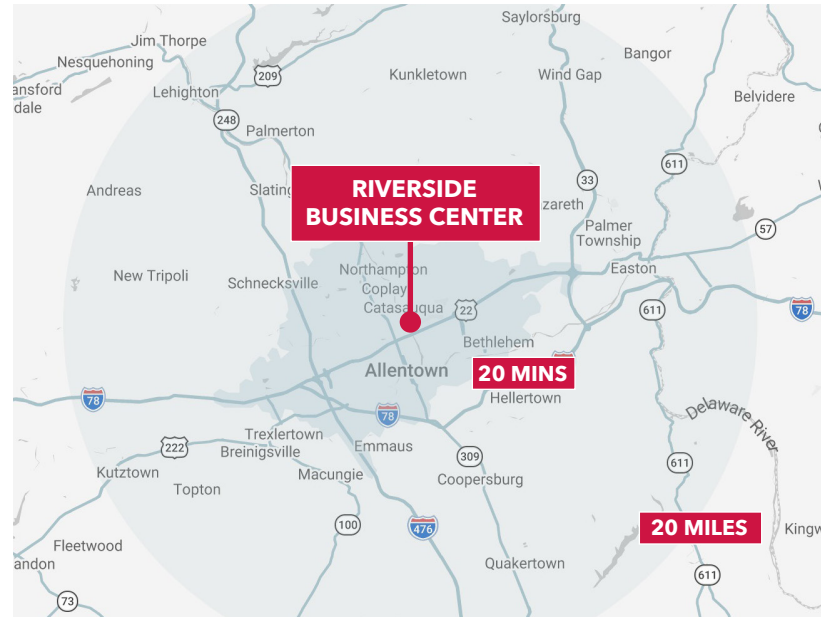 Saylorsburg
Jim Thorpe
Nesquehoning
Bangor
209
Kunkletown
Wind Gap
ansford
dale
Lehighton
Belvidere
248
Palmerton
611
Andreas
Slating
33
RIVERSIDE
BUSINESS CENTER
zareth
Palmer
Township
57
New Tripoli
Schnecksville
Northampton
Coplay
Catasauqua
Easton
22
611
78
Bethlehem
Allentown
20 MINS
78
78
Hellertown
Delaware River
Trexlertown
Breinigsville
Emmaus
222
309
611
Kutztown
Topton
Macungie
Coopersburg
100
476
20 MILES
Kingw
Fleetwood
andon
Quakertown
611
73